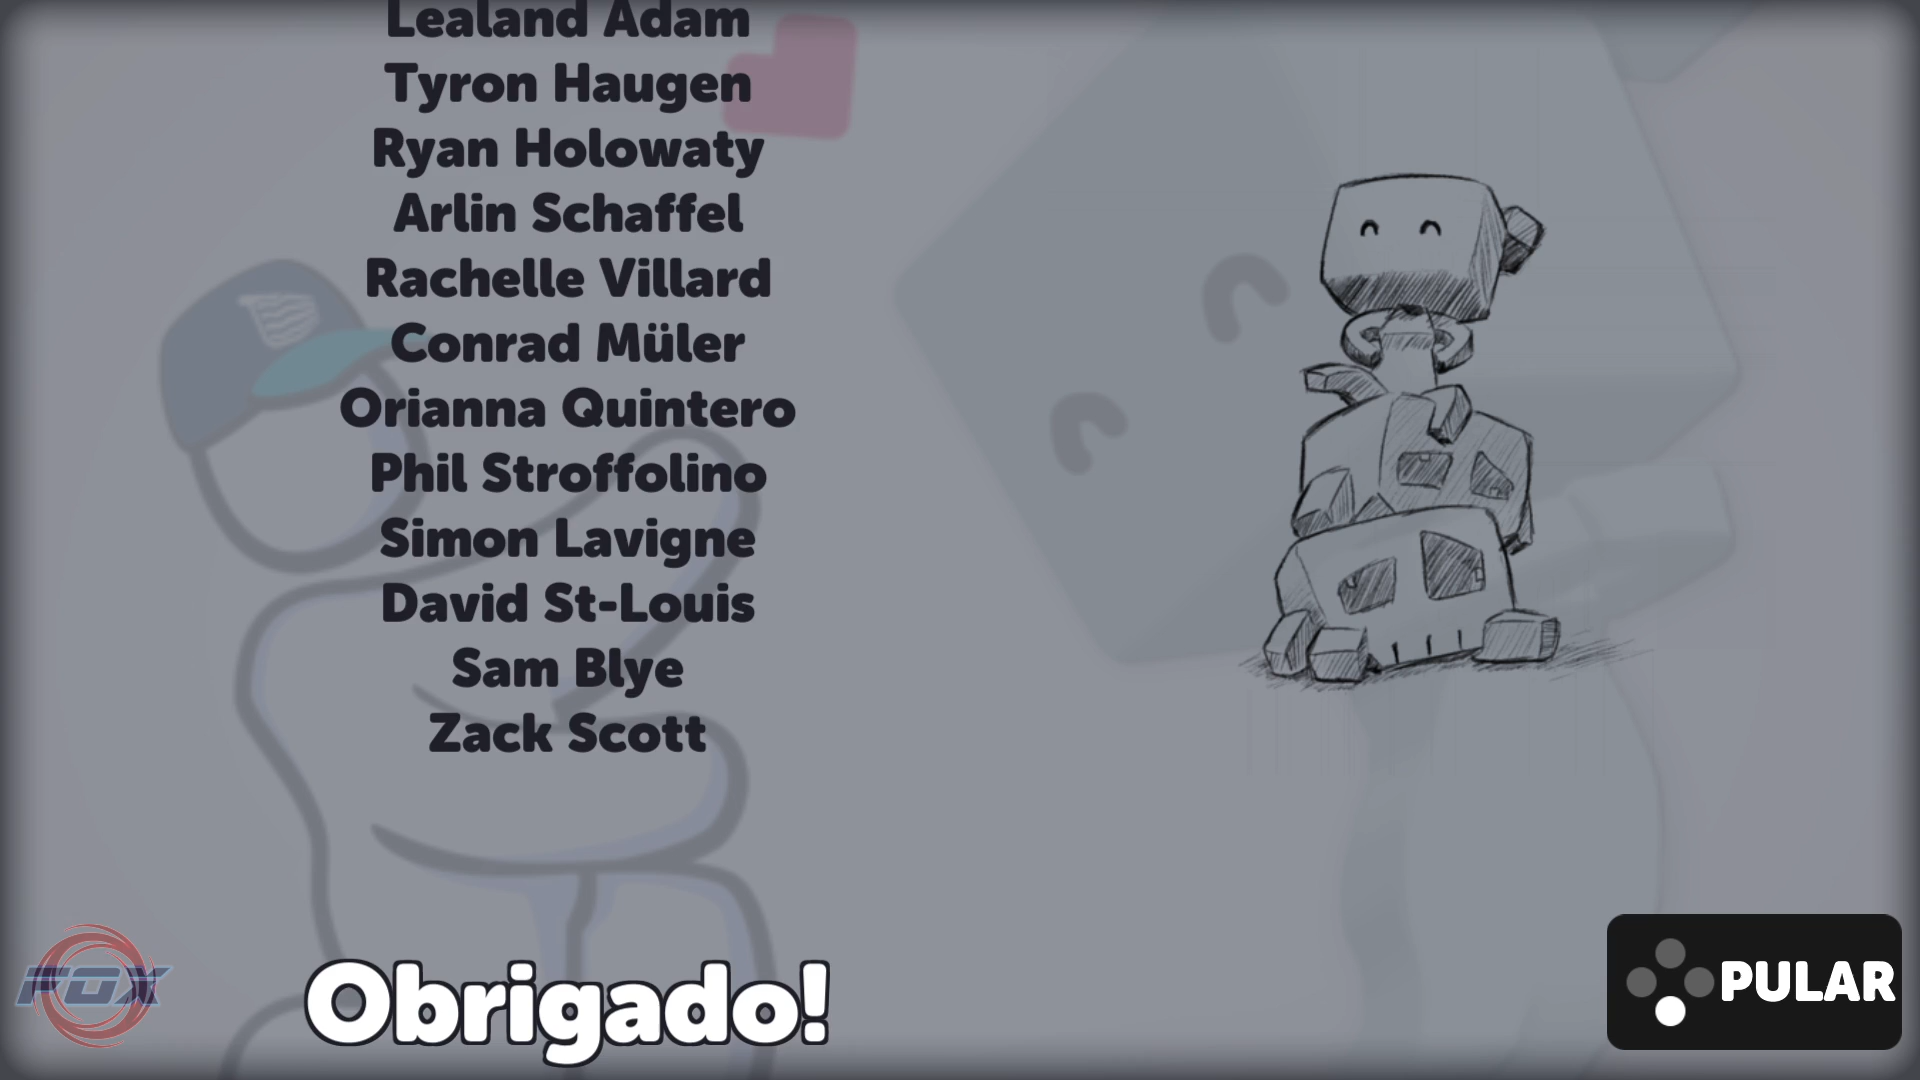 Lealand Adam
Tyron Haugen
Ryan Holowaty
Arlin Schaffel
Rachelle Villard
Conrad Müler
Orianna Quintero
Phil Stroffolino
Simon Lavigne
David St-Louis
Sam Blye
Zack Scott
FOX
Obrigado!
PULAR